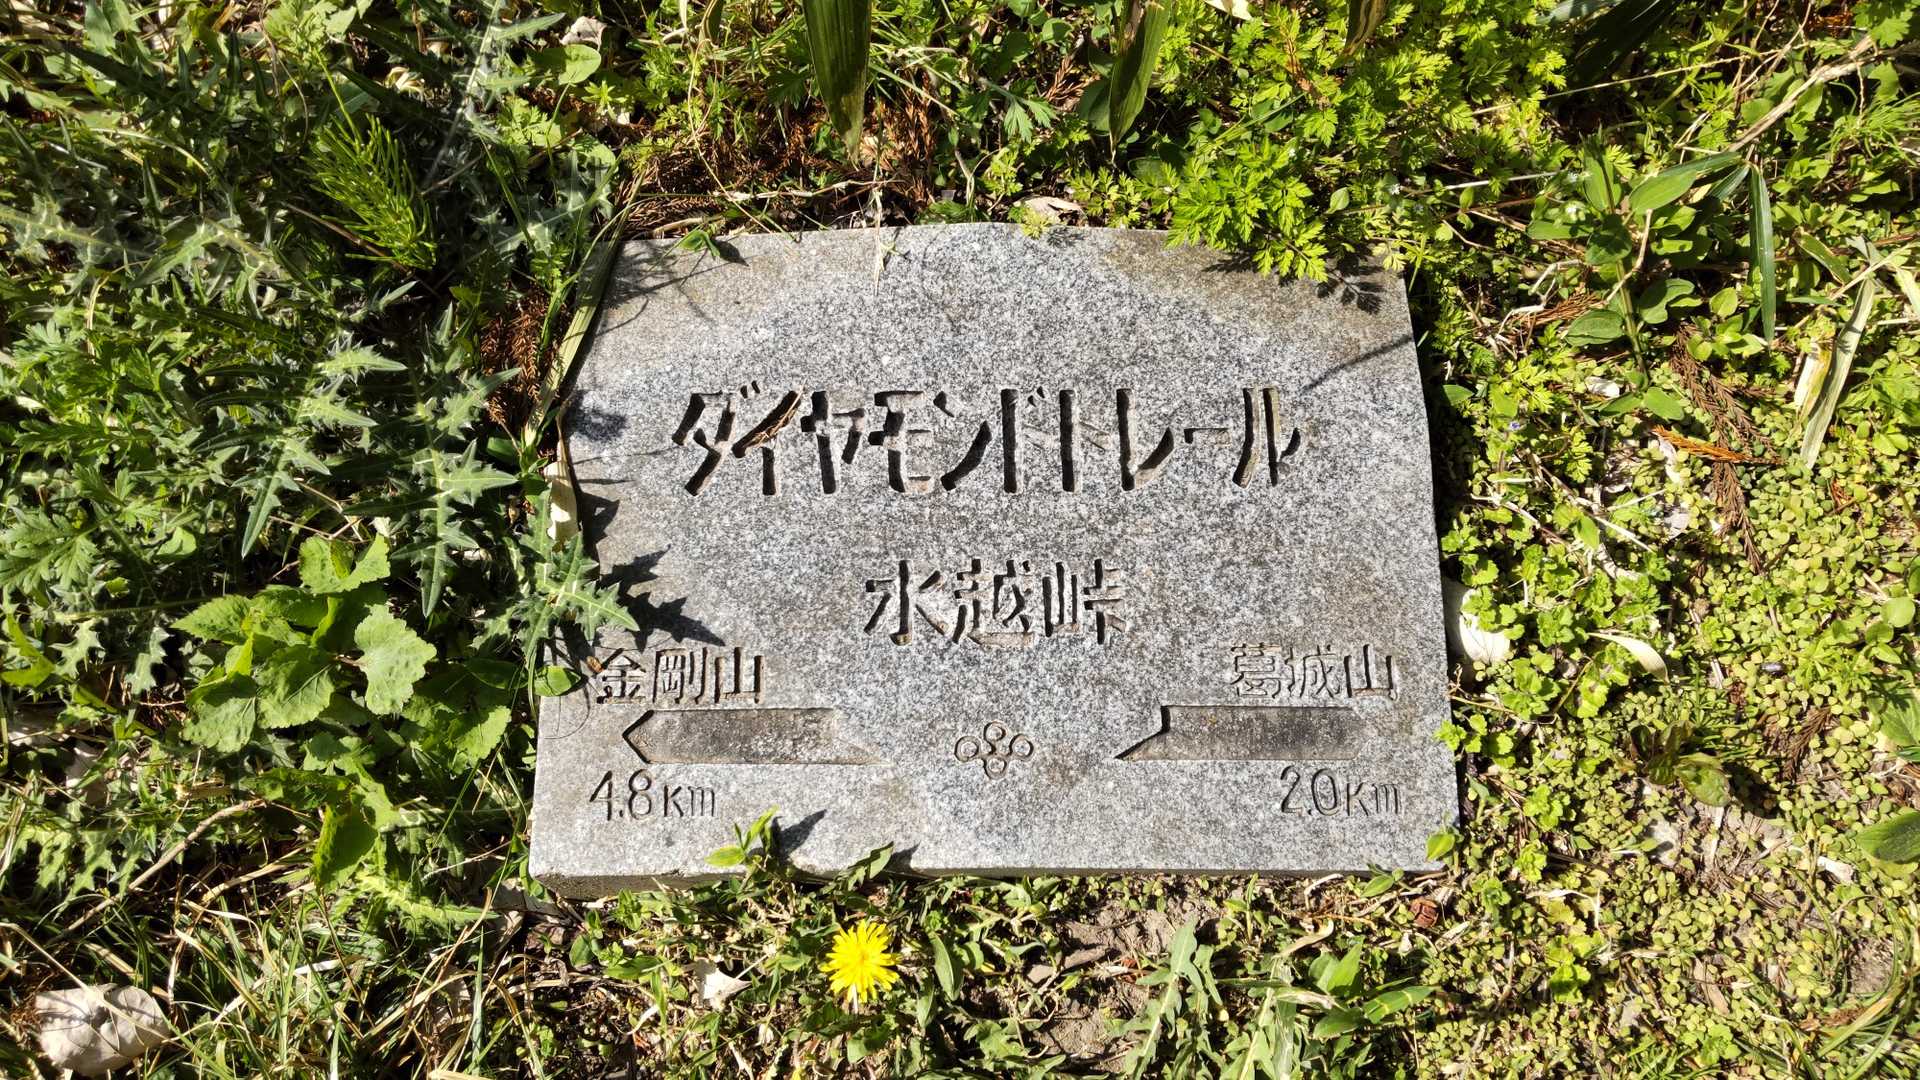 ダイヤモンドトレール
水越峠
金剛山 葛城山
4.8Km 2.0Km